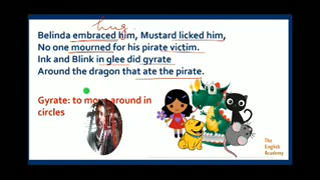 hug
Belinda embraced him, Mustard licked him,
No one mourned for his pirate victim.
Ink and Blink in glee did gyrate
Around the dragon that ate the pirate.
Gyrate: to move around in
circles
The
English
Academy